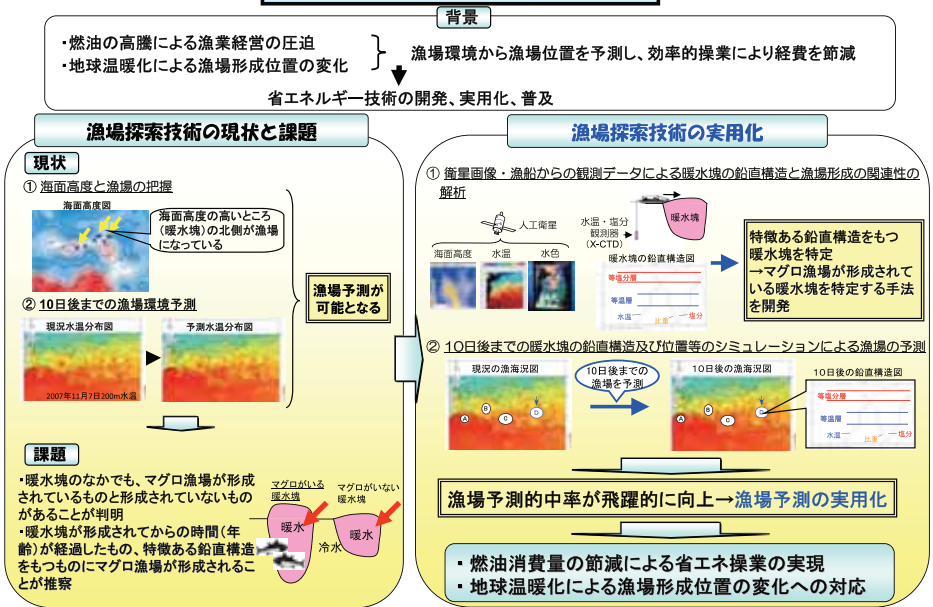 背景
・燃油の高騰による漁業経営の圧迫
・地球温暖化による漁場形成位置の変化
漁場環境から漁場位置を予測し、効率的操業により経費を節減
省エネルギー技術の開発、実用化、普及
漁場探索技術の現状と課題
現状
① 海面高度と漁場の把握
海面高度図
海面高度の高いところ
(暖水塊)の北側が漁場
になっている
② 10日後までの漁場環境予測
現況水温分布図
予測水温分布図
2007年11月7日200m水温
漁場予測が
可能となる
課題
・暖水塊のなかでも、マグロ漁場が形成
されているものと形成されていないもの
があることが判明
・暖水塊が形成されてからの時間(年
齢)が経過したもの、特徴ある鉛直構造
をもつものにマグロ漁場が形成されるこ
とが推察
マグロがいる
暖水塊
マグロがいない
暖水塊
暖水
冷水
暖水
漁場探索技術の実用化
① 衛星画像・漁船からの観測データによる暖水塊の鉛直構造と漁場形成の関連性の
解析
人工衛星
海面高度
水温
水色
水温・塩分
観測器
(X-CTD)
暖水塊
暖水塊の鉛直構造図
等塩分層
等温層
水温
比重
塩分
特徴ある鉛直構造をもつ
暖水塊を特定
→マグロ漁場が形成されて
いる暖水塊を特定する手法
を開発
② 10日後までの暖水塊の鉛直構造及び位置等のシミュレーションによる漁場の予測
現況の漁海況図
A
B
C
D
10日後までの
漁場を予測
10日後の漁海況図
A
B
C
D
10日後の鉛直構造図
等塩分層
等温層
水温
比重
塩分
漁場予測的中率が飛躍的に向上→漁場予測の実用化
・燃油消費量の節減による省エネ操業の実現
・地球温暖化による漁場形成位置の変化への対応